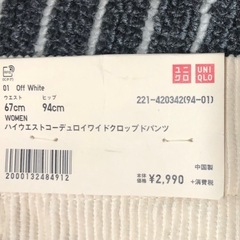 01 Off White
ウエスト ヒップ
67cm 94cm
WOMEN
ハイウエストコーデュロイワイドクロップドパンツ
ユニクロ UNIQLO
221-420342(94-01)
中国製
本体価格 ¥2,990 +消費税
2000132484912